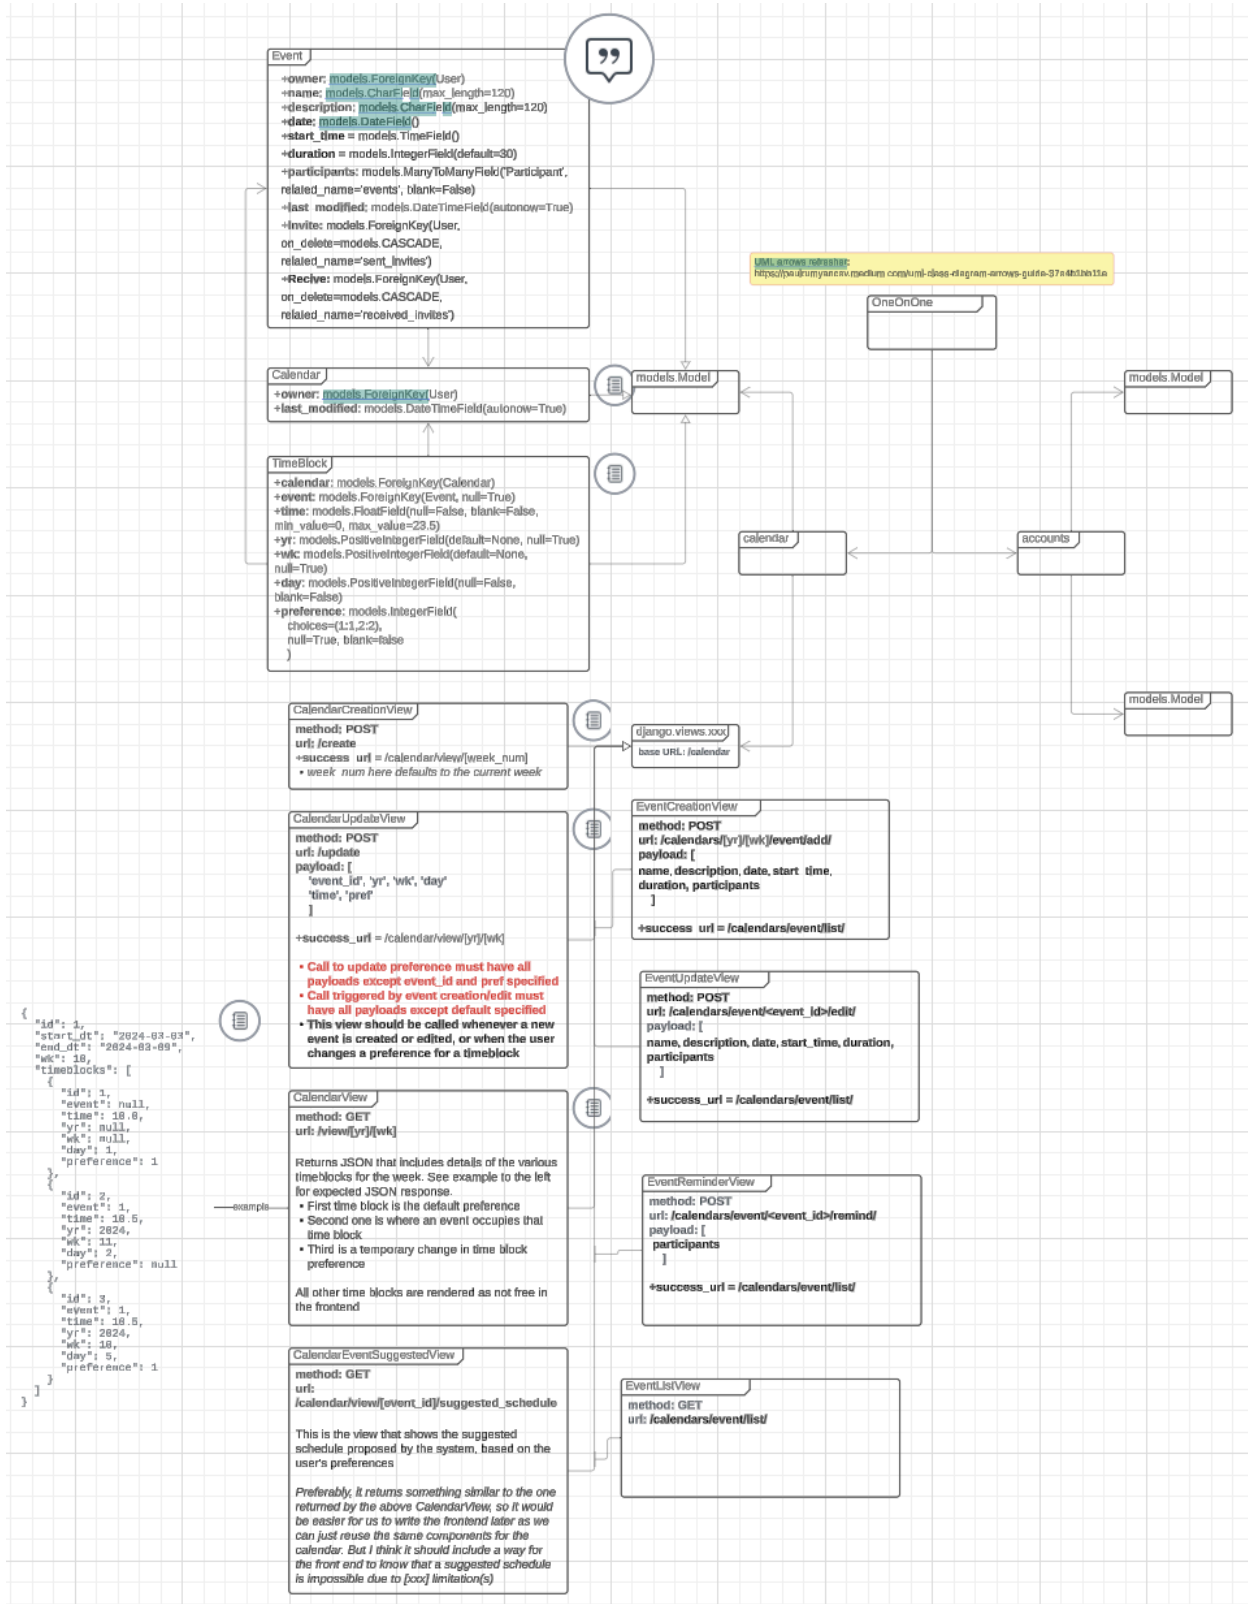 Event
+owner: models.ForeignKey(User)
+name: models.CharField(max_length=120)
+description: models.CharField(max_length=120)
+date: models.DateField()
+start_time = models.TimeField()
+duration = models.IntegerField(default=30)
+participants: models.ManyToManyField('Participant',
related_name='events', blank=False)
+last_modified: models.DateTimeField(autonow=True)
+Invite: models.ForeignKey(User,
on_delete=models.CASCADE,
related_name='sent_invites')
+Recive: models.ForeignKey(User,
on_delete=models.CASCADE,
related_name='received_invites')
UML arrows refresher:
OneOnOne
Calendar
+owner: models.ForeignKey(User)
+last_modified: models.DateTimeField(autonow=True)
models.Model
models.Model
TimeBlock
+calendar: models.ForeignKey(Calendar)
+event: models.ForeignKey(Event, null=True)
+time: models.FloatField(null=False, blank=False,
min_value=0, max_value=23.5)
+yr: models.PositiveIntegerField(default=None, null=True)
+wk: models.PositiveIntegerField(default=None,
null=True)
+day: models.PositiveIntegerField(null=False,
blank=False)
+preference: models.IntegerField(
choices=(1:1,2:2),
null=True, blank=false
)
calendar
accounts
models.Model
CalendarCreationView
method: POST
url: /create
+success_url = /calendar/view/[week_num]
• week_num here defaults to the current week
django.views.xxx
base URL: /calendar
CalendarUpdateView
method: POST
url: /update
payload: [
'event_id', 'yr', 'wk', 'day'
'time', 'pref'
]
+success_url = /calendar/view/[yr]/[wk]
• Call to update preference must have all
payloads except event_id and pref specified
• Call triggered by event creation/edit must
have all payloads except default specified
• This view should be called whenever a new
event is created or edited, or when the user
changes a preference for a timeblock
EventCreationView
method: POST
url: /calendars/[yr]/[wk]/event/add/
payload: [
name, description, date, start_time,
duration, participants
]
+success_url = /calendars/event/list/
EventUpdateView
method: POST
url: /calendars/event/<event_id>/edit/
payload: [
name, description, date, start_time, duration,
participants
]
+success_url = /calendars/event/list/
{
"id": 1,
"start_dt": "2024-03-03",
"end_dt": "2024-03-09",
"wk": 10,
"timeblocks": [
{
"id": 1,
"event": null,
"time": 10.0,
"yr": null,
"wk": null,
"day": 1,
"preference": 1
},
{
"id": 2,
"event": 1,
"time": 10.5,
"yr": 2024,
"wk": 11,
"day": 2,
"preference": null
},
{
"id": 3,
"event": 1,
"time": 10.5,
"yr": 2024,
"wk": 10,
"day": 5,
"preference": 1
}
]
}
example
CalendarView
method: GET
url: /view/[yr]/[wk]
Returns JSON that includes details of the various
timeblocks for the week. See example to the left
for expected JSON response.
• First time block is the default preference
• Second one is where an event occupies that
time block
• Third is a temporary change in time block
preference
All other time blocks are rendered as not free in
the frontend
EventReminderView
method: POST
url: /calendars/event/<event_id>/remind/
payload: [
participants
]
+success_url = /calendars/event/list/
CalendarEventSuggestedView
method: GET
url:
/calendar/view/[event_id]/suggested_schedule
This is the view that shows the suggested
schedule proposed by the system, based on the
user's preferences
Preferably, it returns something similar to the one
returned by the above CalendarView, so it would
be easier for us to write the frontend later as we
can just reuse the same components for the
calendar. But I think it should include a way for
the front end to know that a suggested schedule
is impossible due to [xxx] limitation(s)
EventListView
method: GET
url: /calendars/event/list/